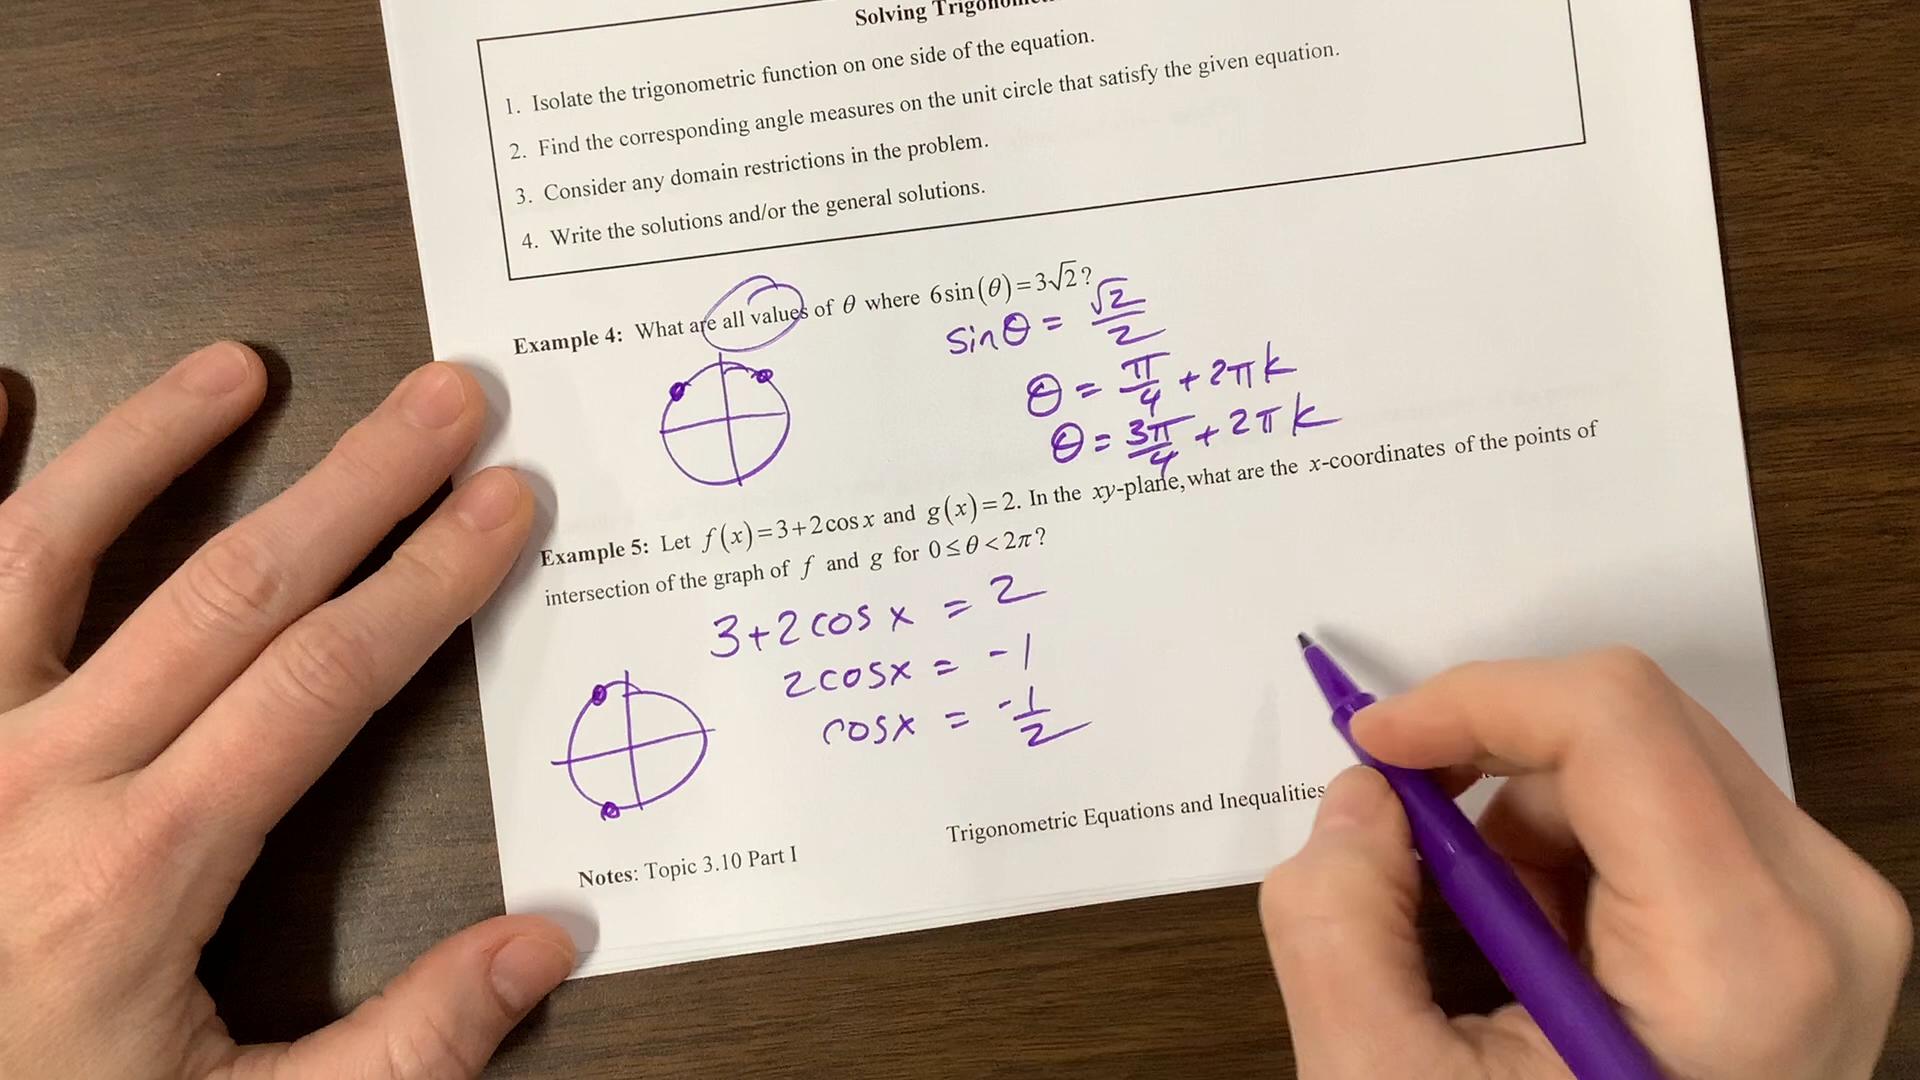 Solving
1. Isolate the trigonometric function on one side of the equation.
2. Find the corresponding angle measures on the unit circle that satisfy the given equation.
3. Consider any domain restrictions in the problem.
4. Write the solutions and/or the general solutions.
Example 4: What are all values of θ where 6sin(θ)=3√2?
sinθ = √2/2
θ = π/4 + 2πk
θ = 3π/4 + 2πk
Example 5: Let f(x)=3+2cosx and g(x)=2. In the xy-plane, what are the x-coordinates of the points of
intersection of the graph of f and g for 0≤θ<2π?
3+2cosx = 2
2cosx = -1
cosx = -1/2
Trigonometric Equations and Inequalities
Notes: Topic 3.10 Part I